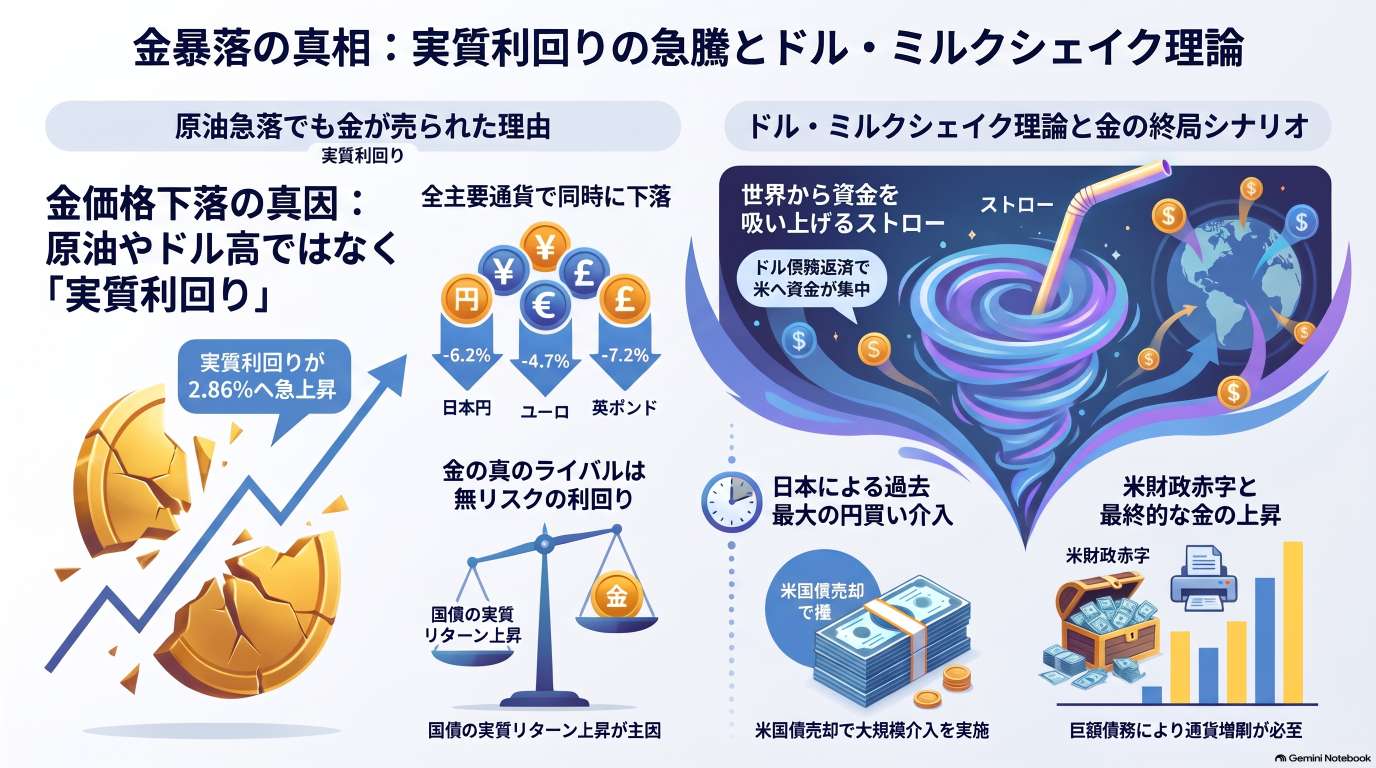 金暴落の真相：実質利回りの急騰とドル・ミルクシェイク理論
原油急落でも金が売られた理由
実質利回り
金価格下落の真因：
原油やドル高ではなく
「実質利回り」
実質利回りが
2.86%へ急上昇
全主要通貨で同時に下落
¥
¥
£
円
€
£
-6.2%
-4.7%
-7.2%
日本円
ユーロ
英ポンド
金の真のライバルは
無リスクの利回り
国債の実質
リターン上昇
金
国債の実質リターン上昇が主因
ドル・ミルクシェイク理論と金の終局シナリオ
世界から資金を
吸い上げるストロー
ストロー
ドル債務返済で
米へ資金が集中
$
$
$
$
$
$
$
$
日本による過去
最大の円買い介入
米国債売却
米国債売却で大規模介入を実施
米財政赤字と
最終的な金の上昇
米財政赤字
巨額債務により通貨増刷が必至
Gemini Notebook